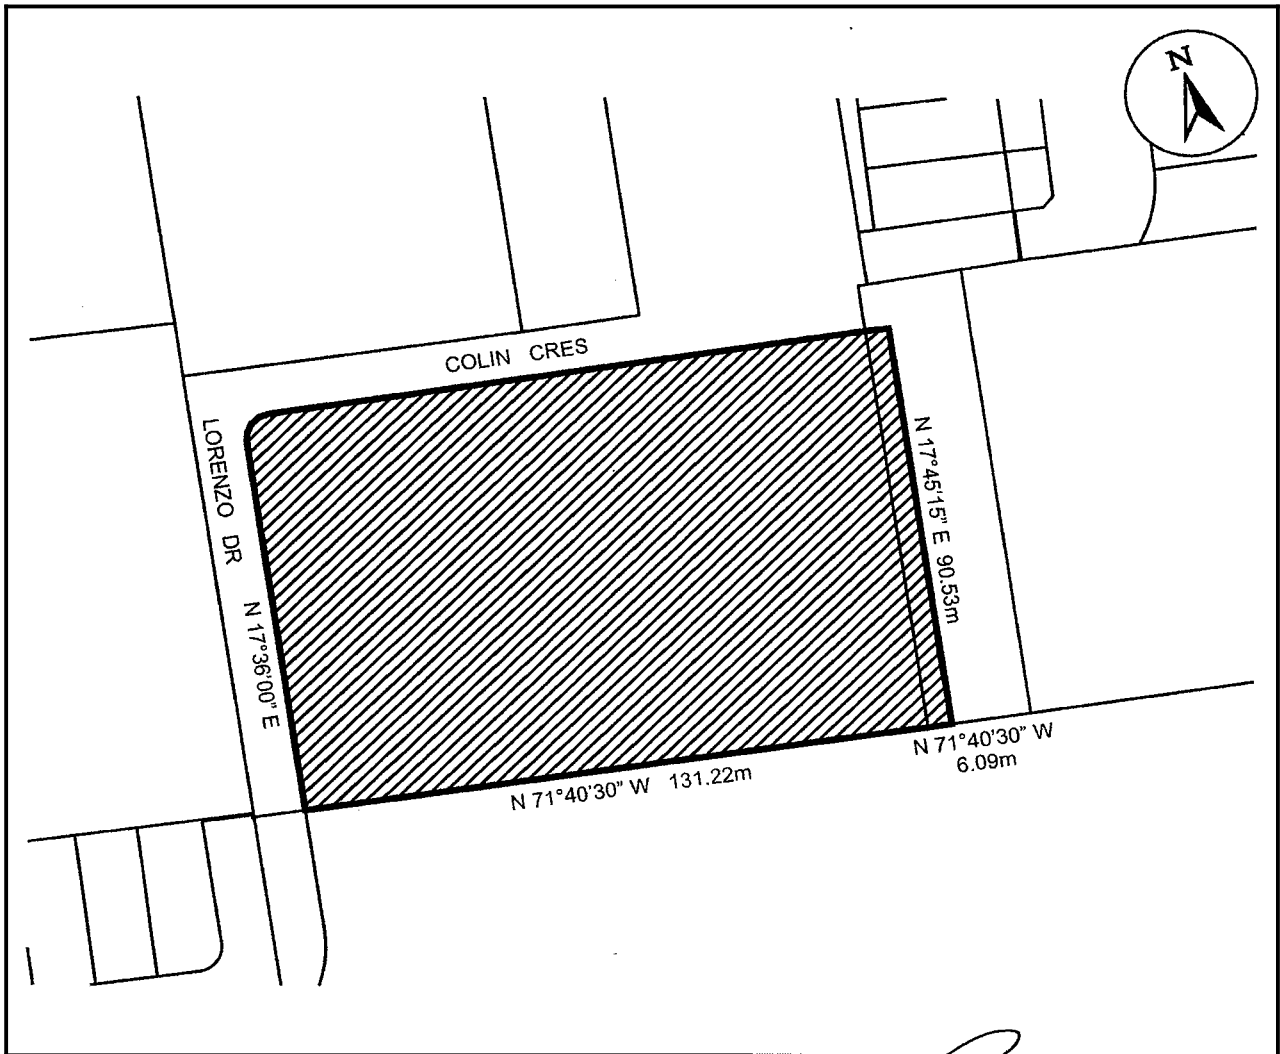 N
COLIN CRES
LORENZO DR
N 17°36'00" E
N 17°45'15" E 90.53m
N 71°40'30" W 131.22m
N 71°40'30" W
6.09m